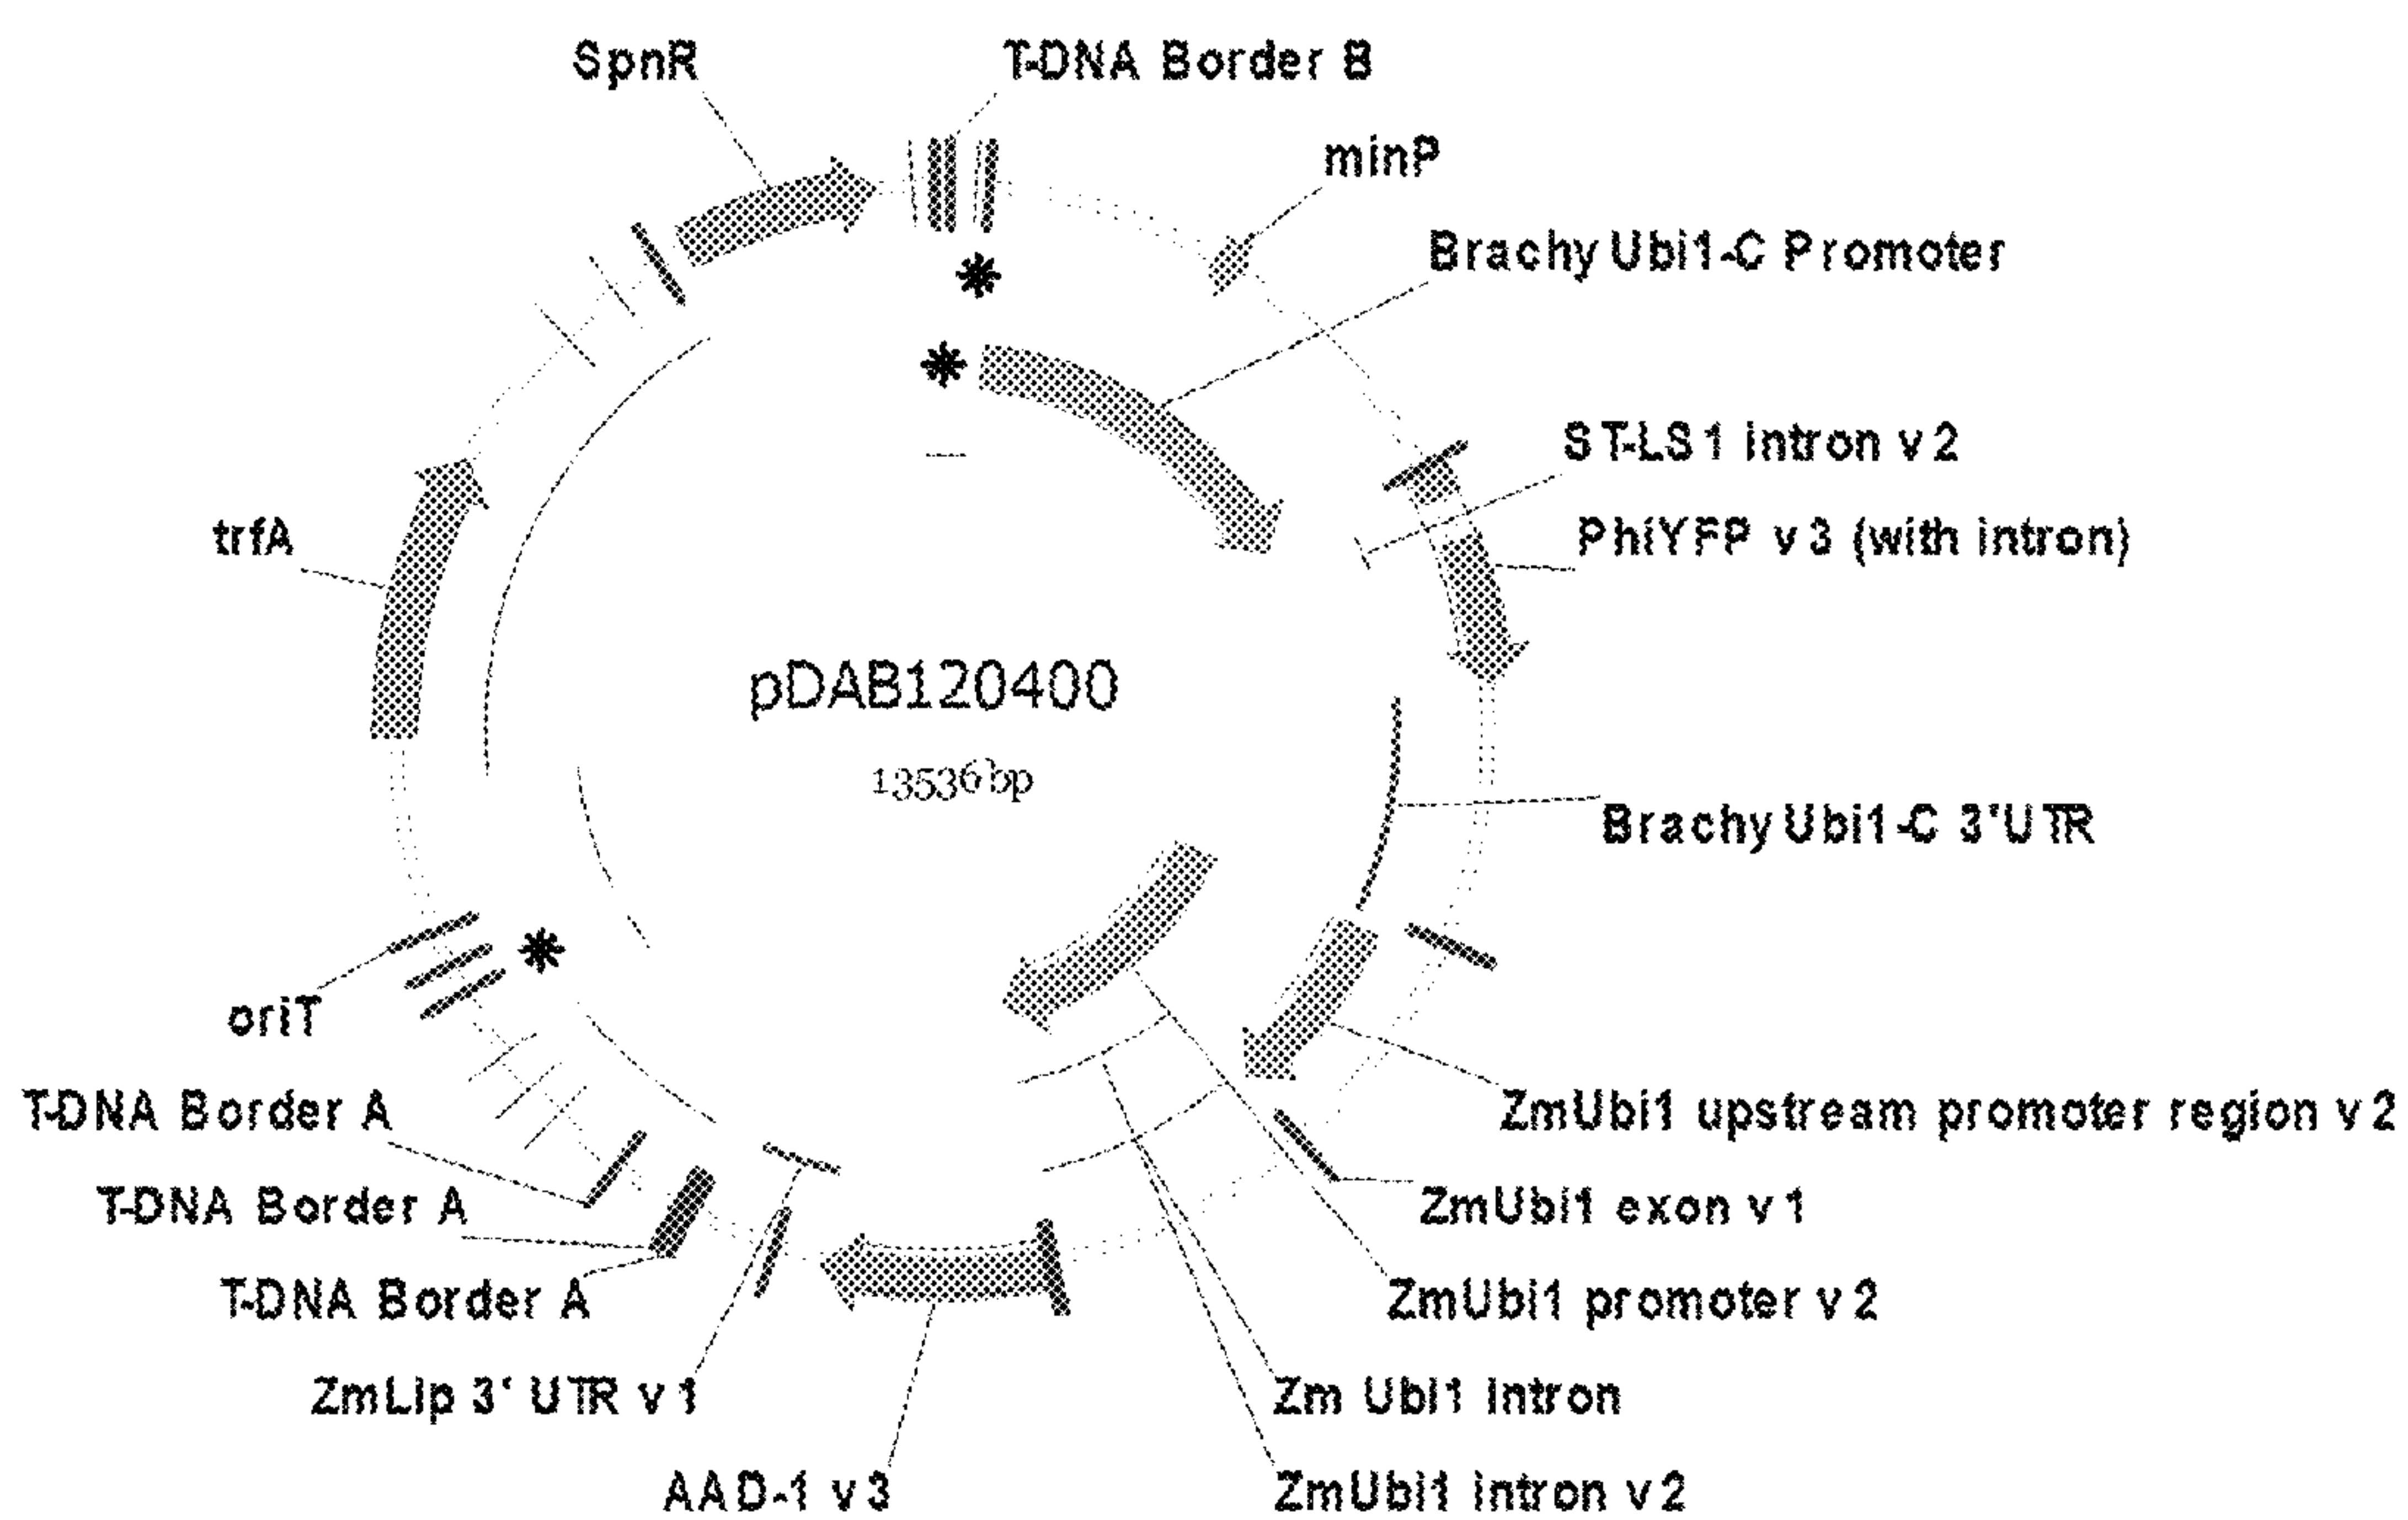 SpnR
T-DNA Border B
minP
Brachy Ubi1-C Promoter
ST-LS1 intron v2
PhiYFP v3 (with intron)
trfA
pDAB120400
13536 bp
Brachy Ubi1-C 3'UTR
oriT
T-DNA Border A
ZmUbi1 upstream promoter region v2
T-DNA Border A
ZmUbi1 exon v1
T-DNA Border A
ZmUbi1 promoter v2
ZmLip 3' UTR v1
Zm Ubi1 intron
AAD-1 v3
ZmUbi1 intron v2